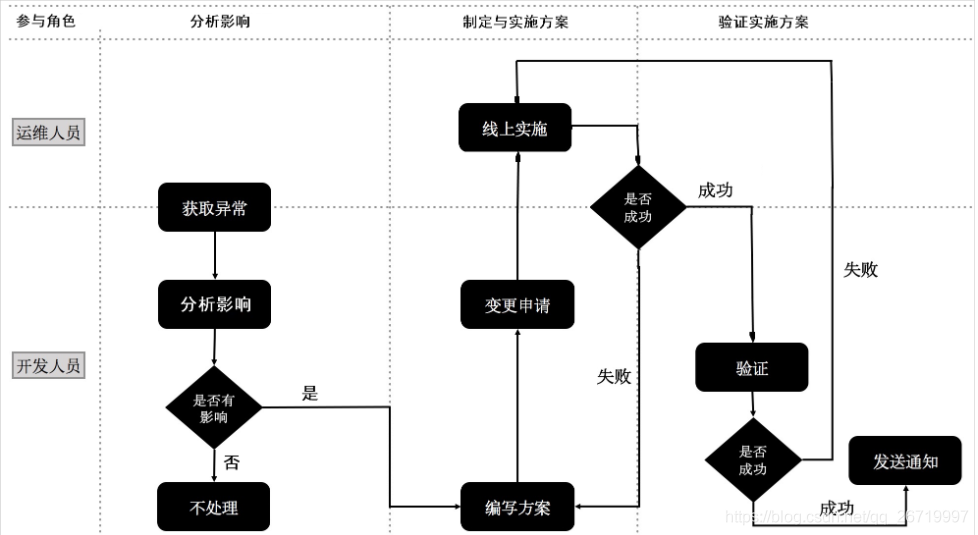 参与角色
分析影响
制定与实施方案
验证实施方案
运维人员
线上实施
是否
成功
成功
获取异常
分析影响
变更申请
失败
开发人员
失败
验证
是否有
影响
是
否
不处理
编写方案
是否
成功
发送通知
成功
https://blog.csdn.net/qq_26719997